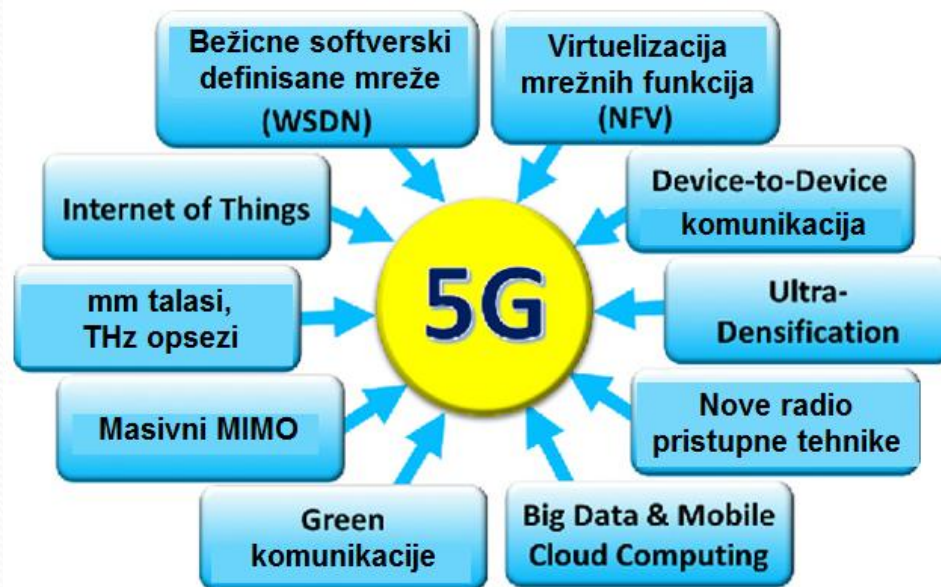 Bežicne softverski
definisane mreže
(WSDN)
Virtuelizacija
mrežnih funkcija
(NFV)
Internet of Things
Device-to-Device
komunikacija
mm talasi,
THz opsezi
5G
Ultra-
Densification
Masivni MIMO
Nove radio
pristupne tehnike
Green
komunikacije
Big Data & Mobile
Cloud Computing